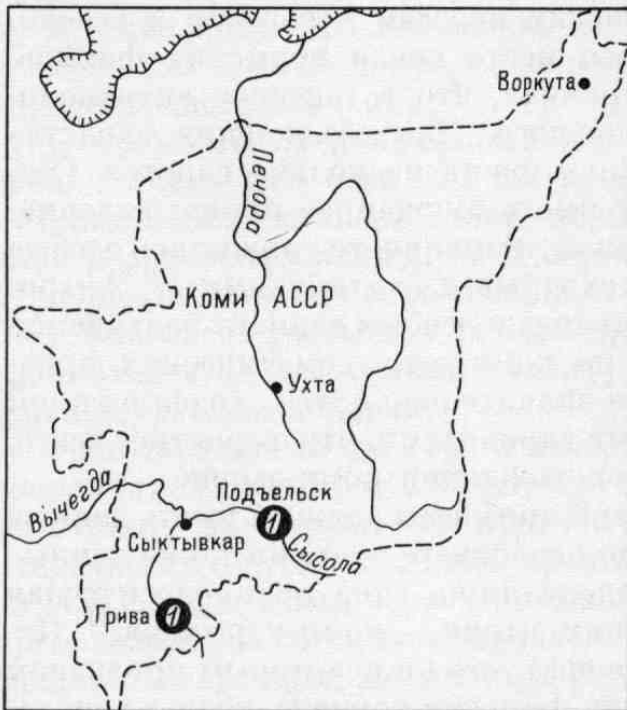 Воркута
Печора
Коми АССР
Ухта
Вычегда
Подъельск
1
Сыктывкар
Сысола
Грива
1